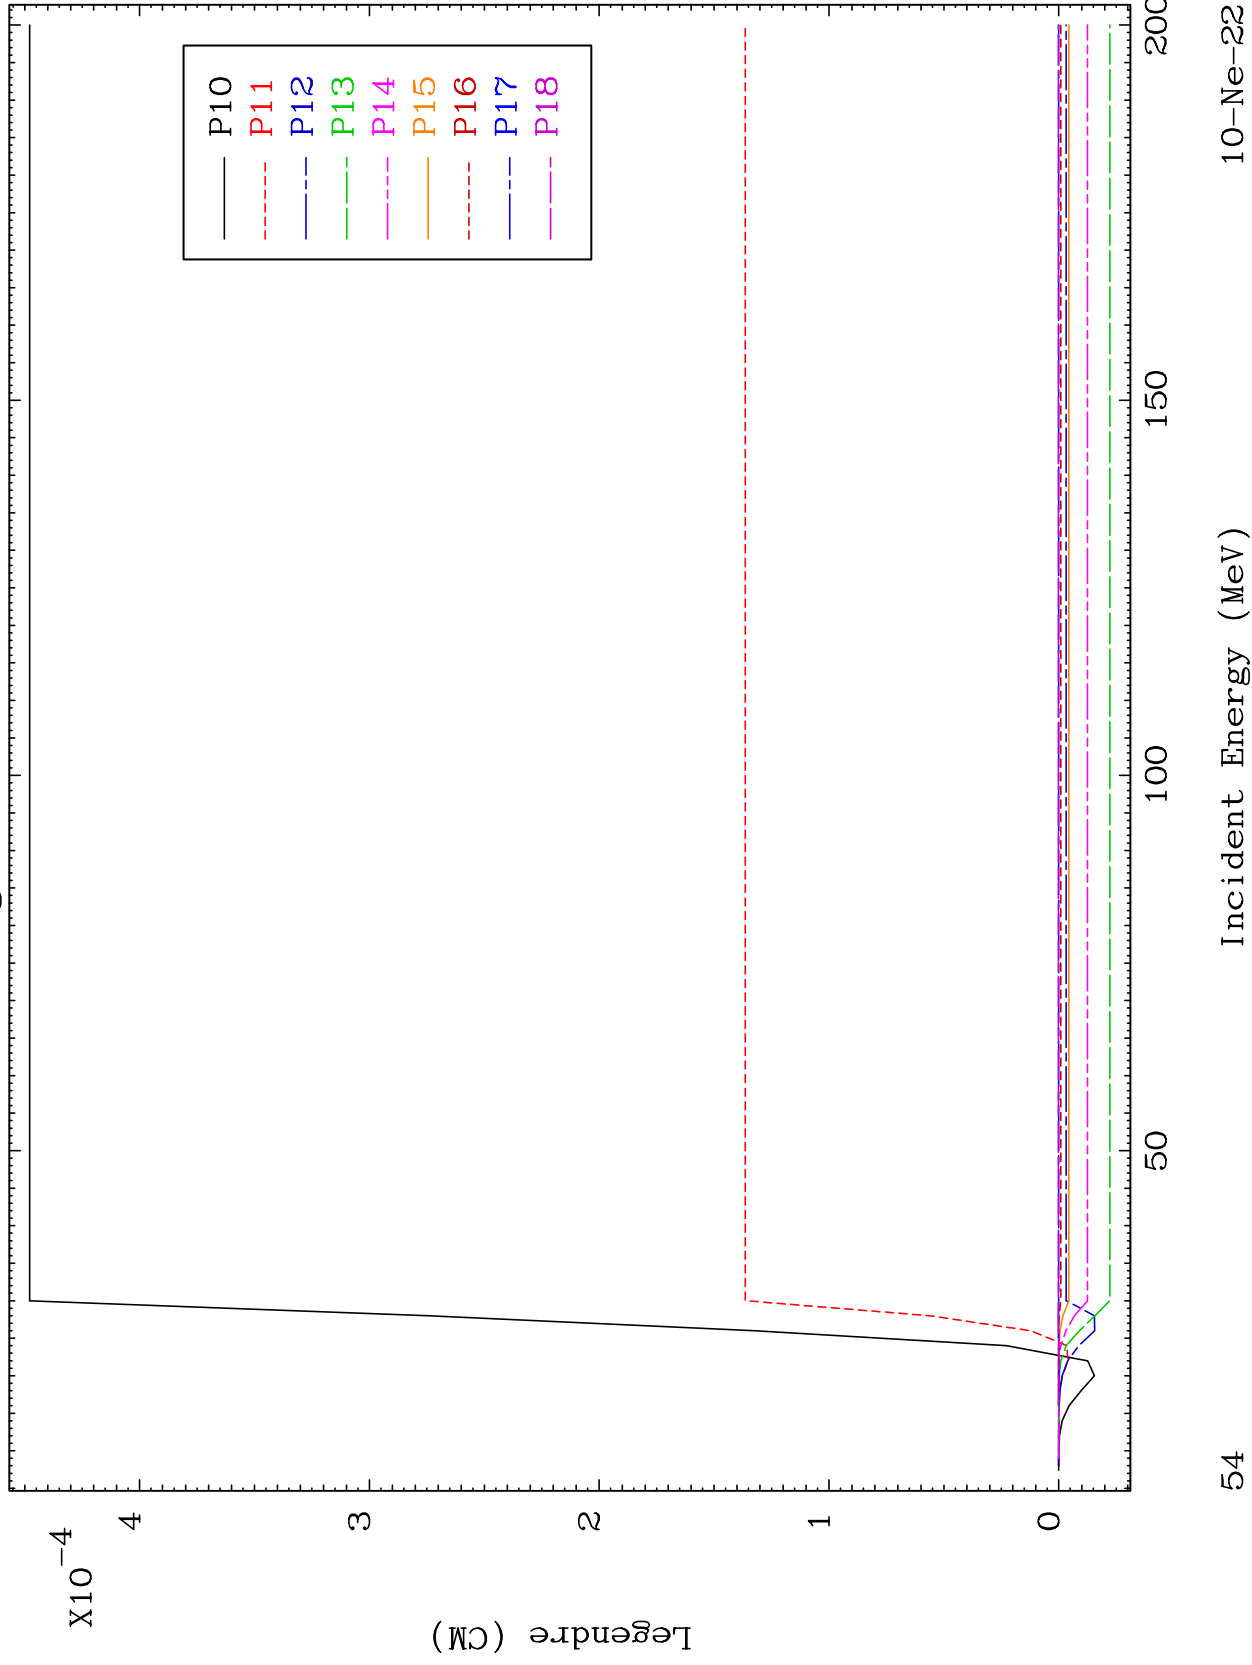 X10⁻⁴
4
3
2
1
0
Legendre (CM)
P10
P11
P12
P13
P14
P15
P16
P17
P18
50
100
150
200
54
Incident Energy (MeV)
10-Ne-22